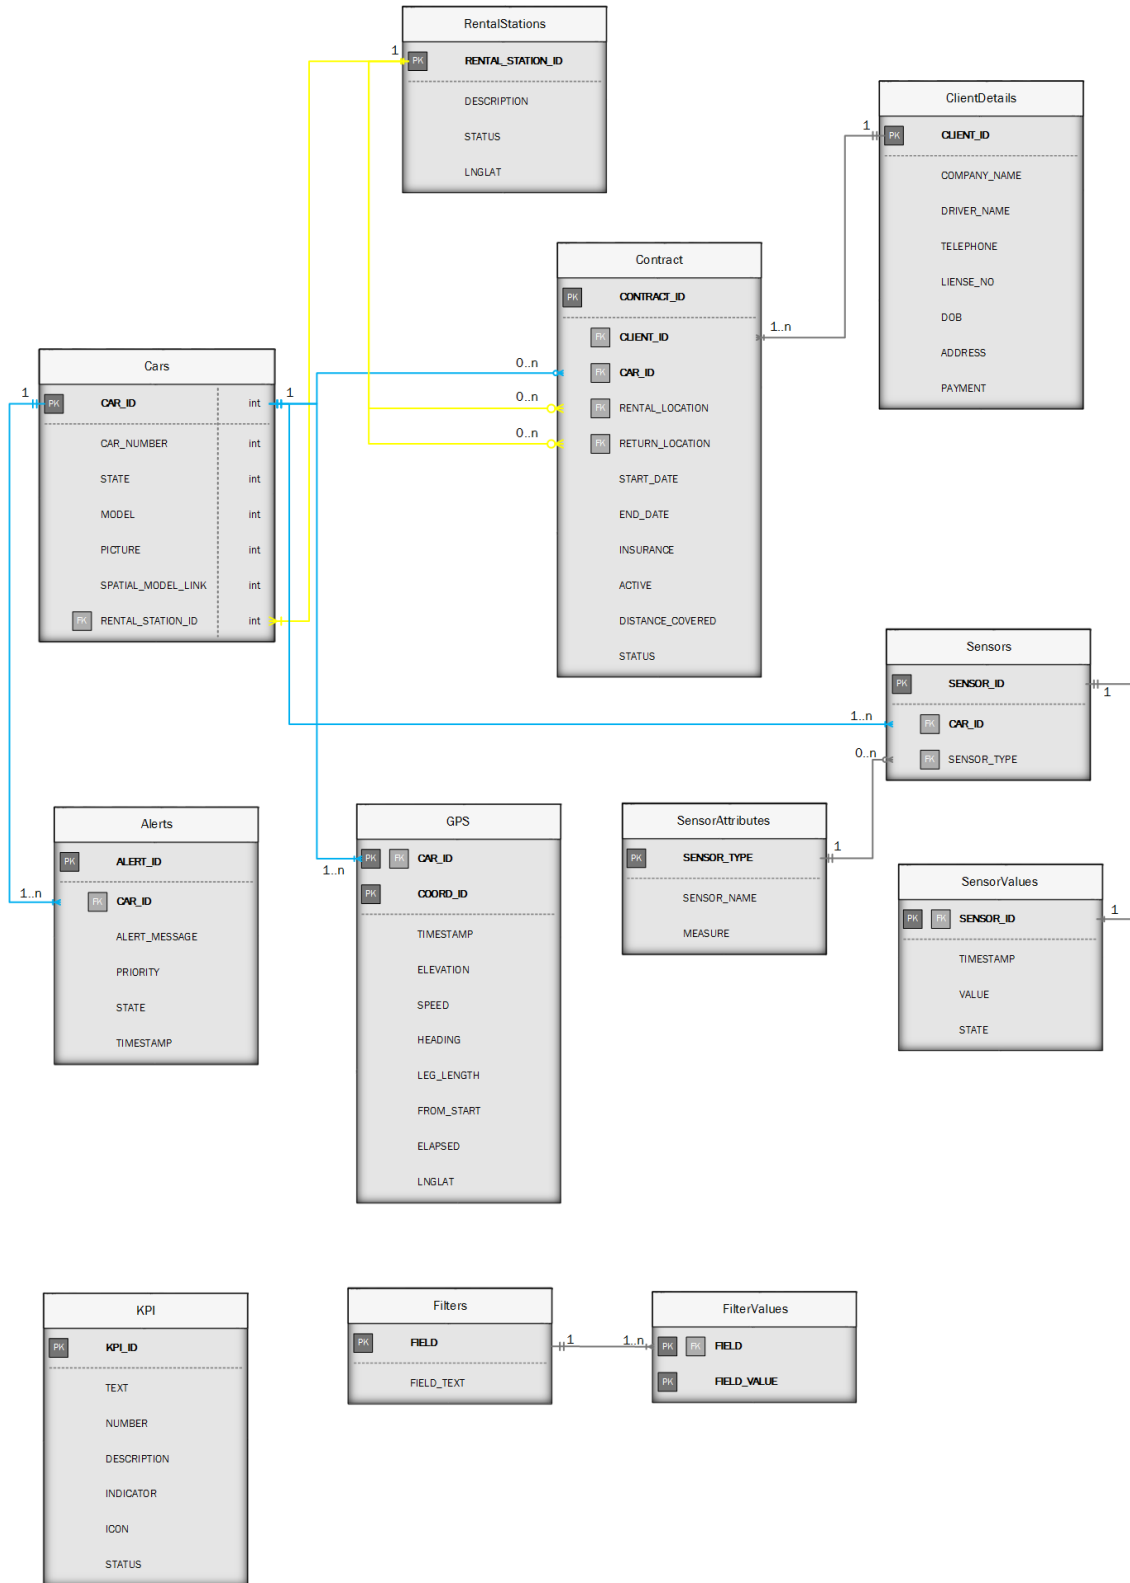 RentalStations
1
PK RENTAL_STATION_ID
DESCRIPTION
STATUS
LNGLAT
ClientDetails
1
PK CLIENT_ID
COMPANY_NAME
DRIVER_NAME
TELEPHONE
LIENSE_NO
DOB
ADDRESS
PAYMENT
Contract
PK CONTRACT_ID
1..n
FK CLIENT_ID
0..n
FK CAR_ID
0..n
FK RENTAL_LOCATION
0..n
FK RETURN_LOCATION
START_DATE
END_DATE
INSURANCE
ACTIVE
DISTANCE_COVERED
STATUS
Cars
1
1
PK CAR_ID int
CAR_NUMBER int
STATE int
MODEL int
PICTURE int
SPATIAL_MODEL_LINK int
FK RENTAL_STATION_ID int
Sensors
PK SENSOR_ID
1
1..n
FK CAR_ID
0..n
FK SENSOR_TYPE
Alerts
PK ALERT_ID
1..n
FK CAR_ID
ALERT_MESSAGE
PRIORITY
STATE
TIMESTAMP
GPS
PK FK CAR_ID
1..n
PK COORD_ID
TIMESTAMP
ELEVATION
SPEED
HEADING
LEG_LENGTH
FROM_START
ELAPSED
LNGLAT
SensorAttributes
1
PK SENSOR_TYPE
SENSOR_NAME
MEASURE
SensorValues
1
PK FK SENSOR_ID
TIMESTAMP
VALUE
STATE
KPI
PK KPI_ID
TEXT
NUMBER
DESCRIPTION
INDICATOR
ICON
STATUS
Filters
PK FIELD
FIELD_TEXT
1
1..n
FilterValues
PK FK FIELD
PK FIELD_VALUE